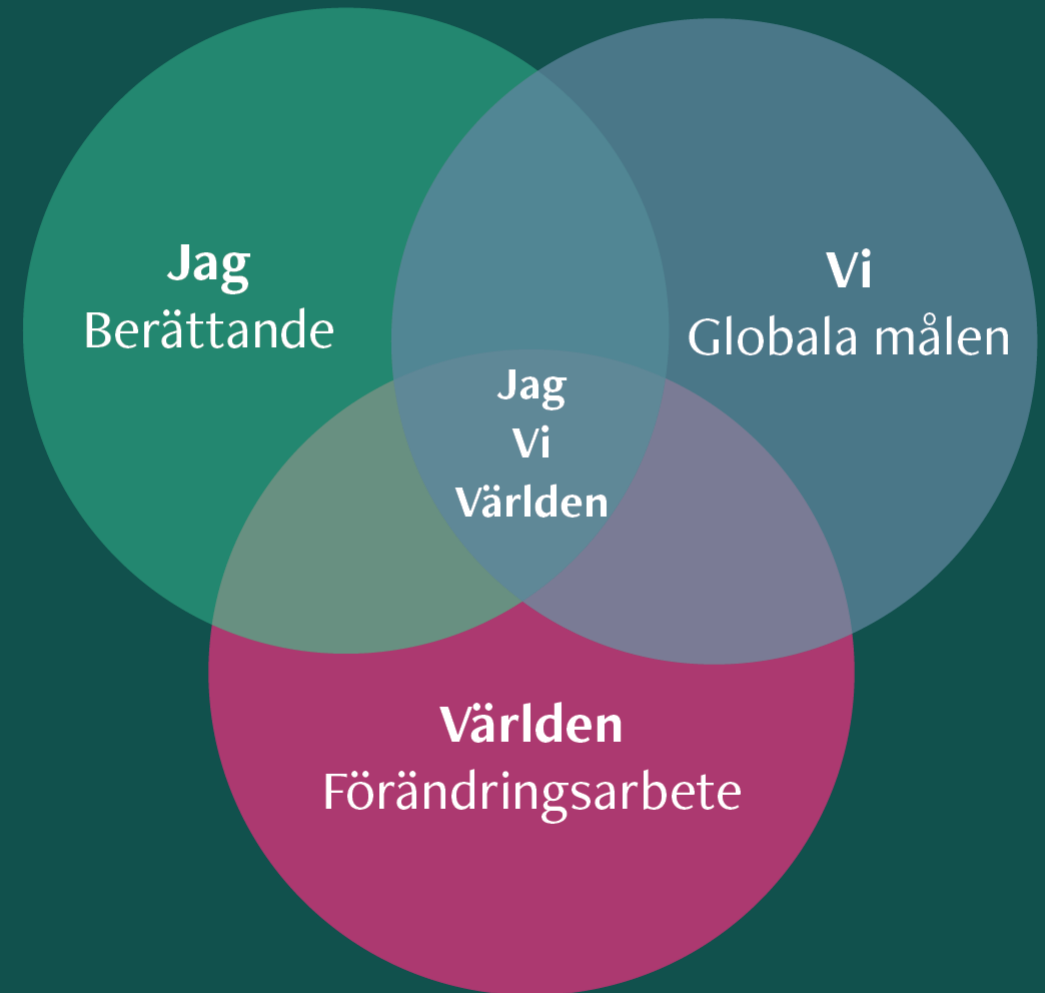 Jag
Berättande
Vi
Globala målen
Jag
Vi
Världen
Världen
Förändringsarbete